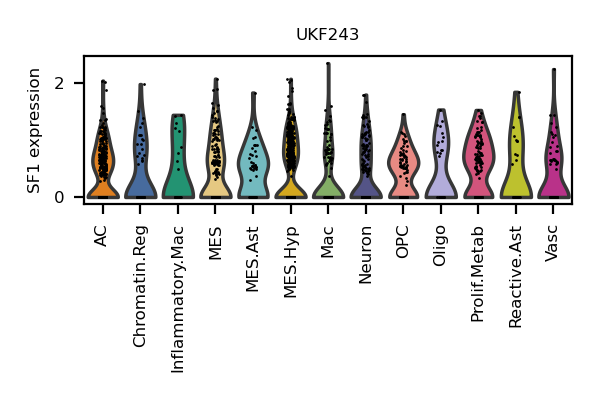 UKF243
SF1 expression
2
0
AC
Chromatin.Reg
Inflammatory.Mac
MES
MES.Ast
MES.Hyp
Mac
Neuron
OPC
Oligo
Prolif.Metab
Reactive.Ast
Vasc